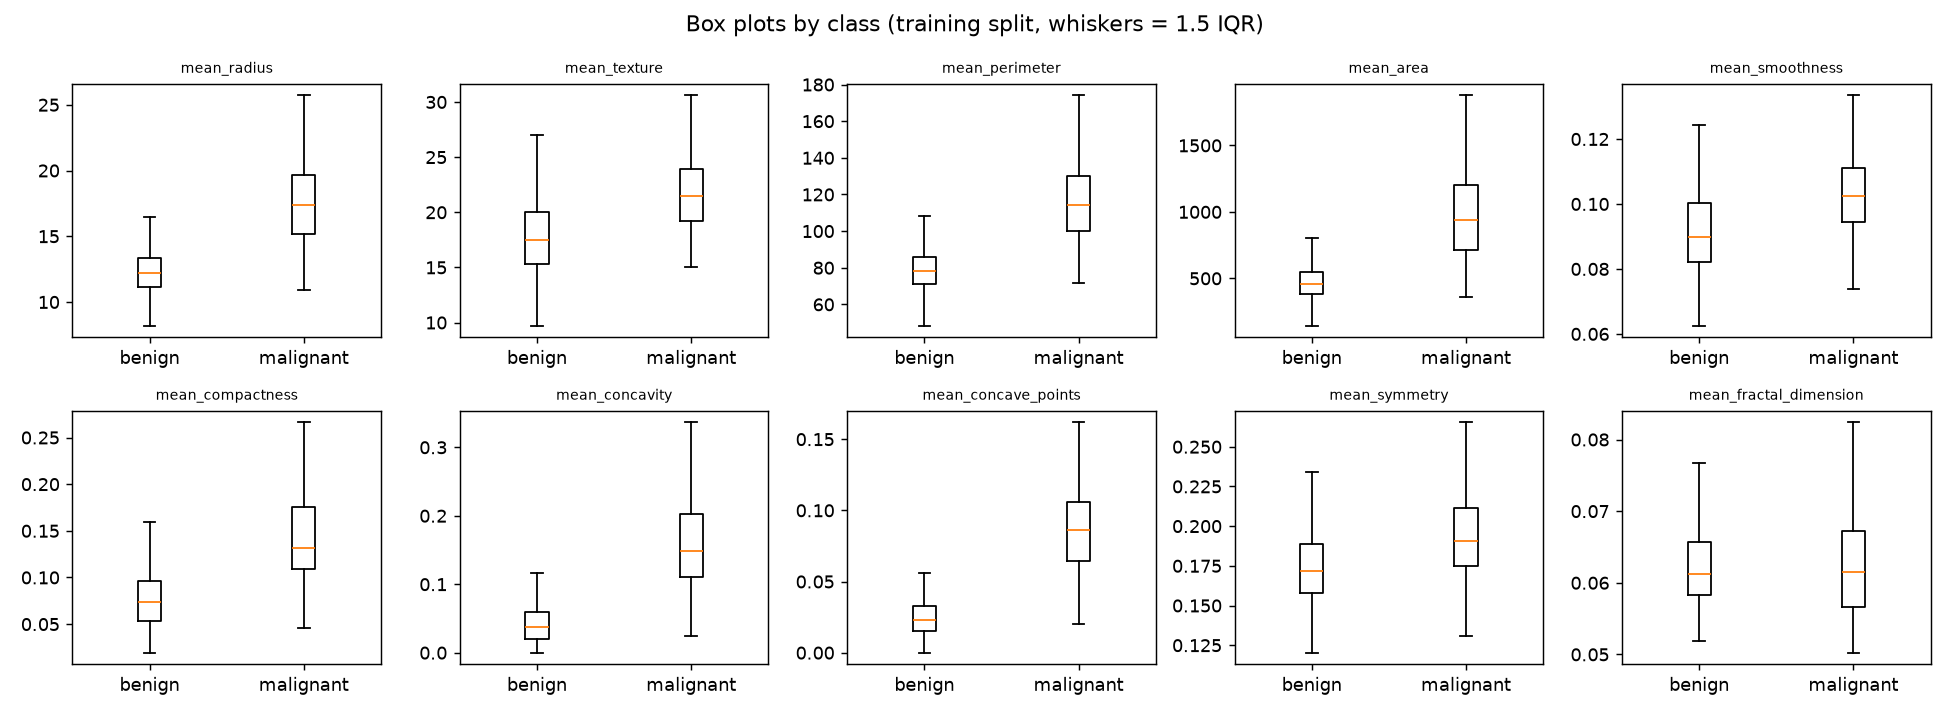 Box plots by class (training split, whiskers = 1.5 IQR)
mean_radius
25
20
15
10
benign malignant
mean_texture
30
25
20
15
10
benign malignant
mean_perimeter
180
160
140
120
100
80
60
benign malignant
mean_area
1500
1000
500
benign malignant
mean_smoothness
0.12
0.10
0.08
0.06
benign malignant
mean_compactness
0.25
0.20
0.15
0.10
0.05
benign malignant
mean_concavity
0.3
0.2
0.1
0.0
benign malignant
mean_concave_points
0.15
0.10
0.05
0.00
benign malignant
mean_symmetry
0.250
0.225
0.200
0.175
0.150
0.125
benign malignant
mean_fractal_dimension
0.08
0.07
0.06
0.05
benign malignant